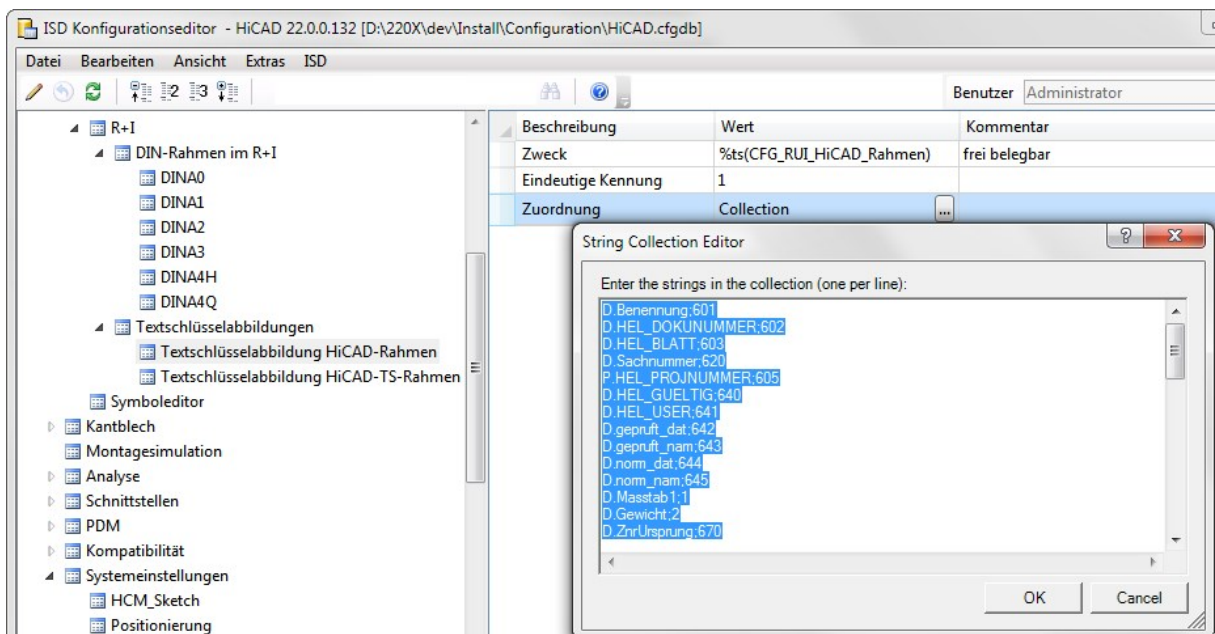 ISD Konfigurationseditor - HiCAD 22.0.0.132 [D:\220X\dev\Install\Configuration\HiCAD.cfgdb]
Datei Bearbeiten Ansicht Extras ISD
2 3
Benutzer Administrator
R+I
DIN-Rahmen im R+I
DINA0
DINA1
DINA2
DINA3
DINA4H
DINA4Q
Textschlüsselabbildungen
Textschlüsselabbildung HiCAD-Rahmen
Textschlüsselabbildung HiCAD-TS-Rahmen
Symboleditor
Kantblech
Montagesimulation
Analyse
Schnittstellen
PDM
Kompatibilität
Systemeinstellungen
HCM_Sketch
Positionierung
Beschreibung Wert Kommentar
Zweck %ts(CFG_RUI_HiCAD_Rahmen) frei belegbar
Eindeutige Kennung 1
Zuordnung Collection ...
String Collection Editor
Enter the strings in the collection (one per line):
D.Benennung;601
D.HEL_DOKUNUMMER;602
D.HEL_BLATT;603
D.Sachnummer;620
P.HEL_PROJNUMMER;605
D.HEL_GUELTIG;640
D.HEL_USER;641
D.gepruft_dat;642
D.gepruft_nam;643
D.norm_dat;644
D.norm_nam;645
D.Masstab1;1
D.Gewicht;2
D.ZnrUrsprung;670
OK Cancel